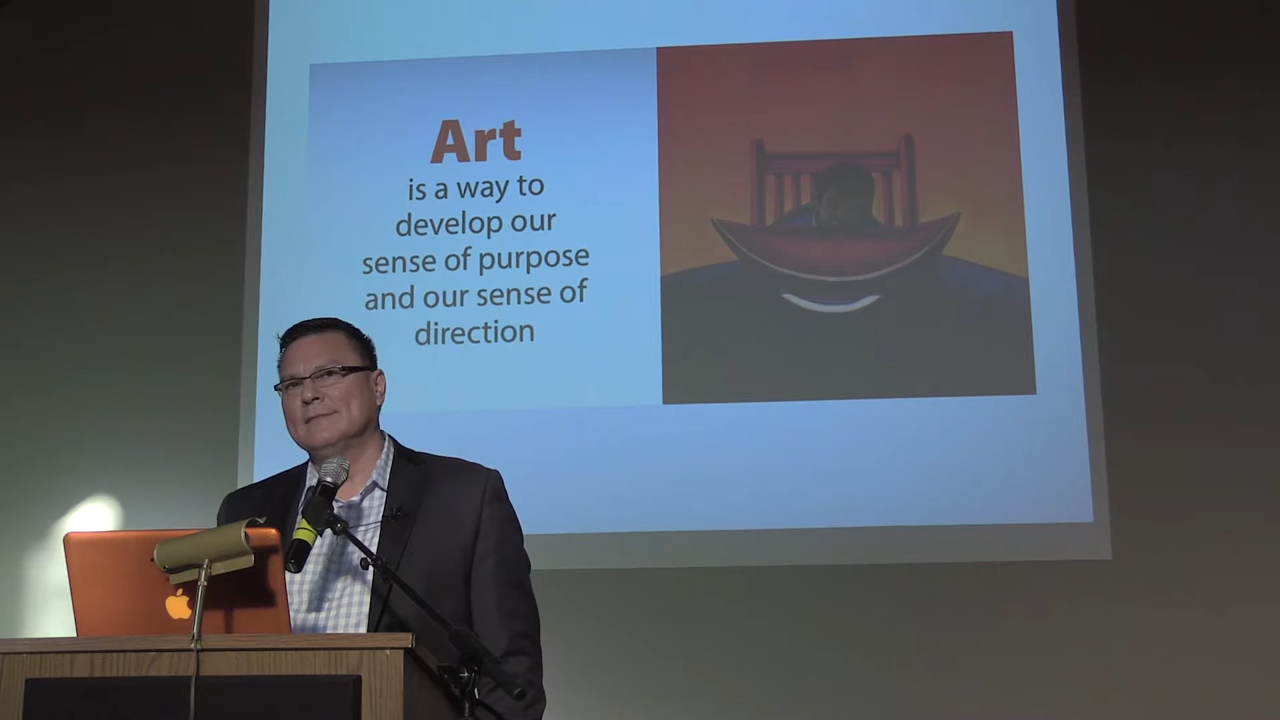 Art
is a way to
develop our
sense of purpose
and our sense of
direction